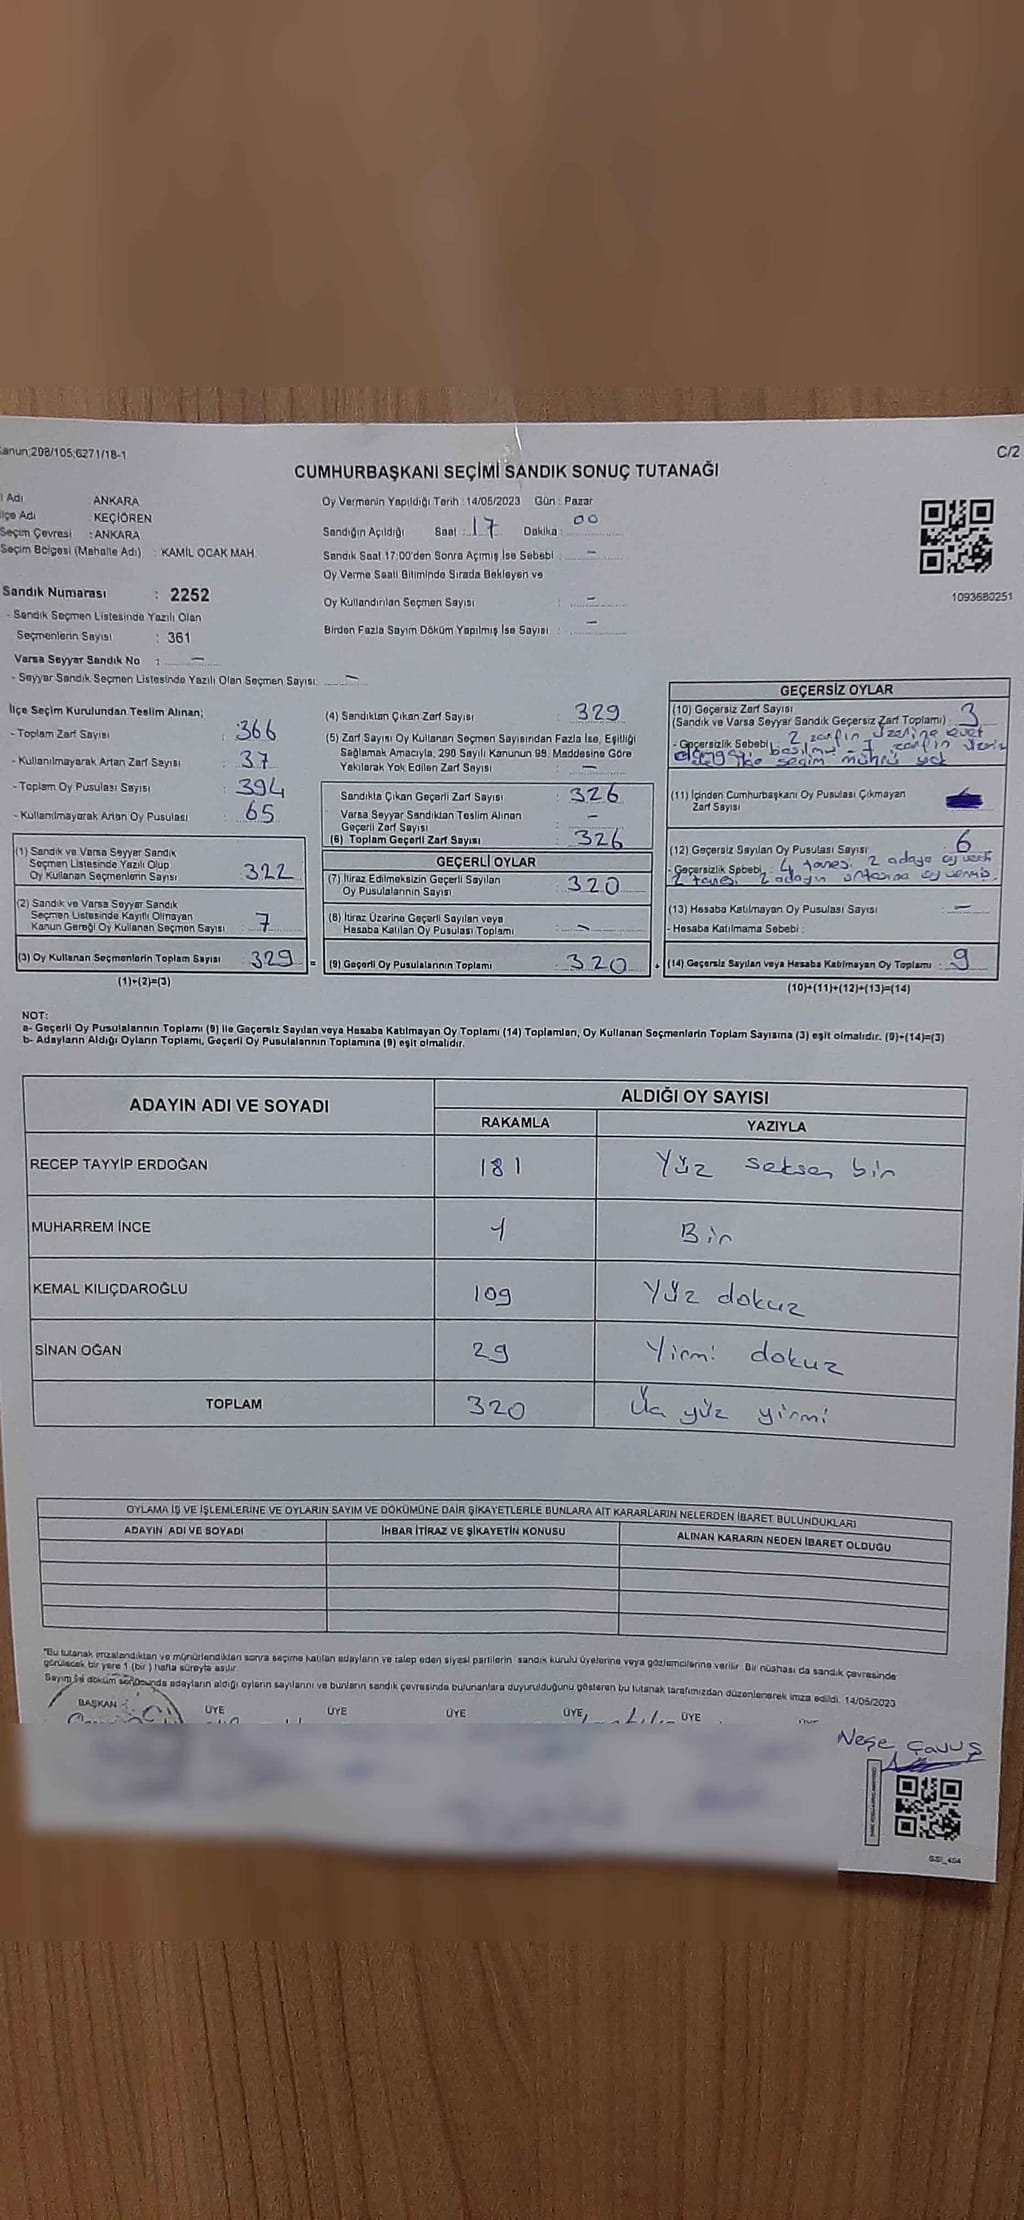 Kanun:298/105,6271/18-1
C/2
CUMHURBAŞKANI SEÇİMİ SANDIK SONUÇ TUTANAĞI
l Adı ANKARA
lçe Adı : KEÇİÖREN
Seçim Çevresi : ANKARA
Seçim Bölgesi (Mahalle Adı) : KAMİL OCAK MAH.
Sandık Numarası : 2252
- Sandık Seçmen Listesinde Yazılı Olan
Seçmenlerin Sayısı : 361
Varsa Seyyar Sandık No : —
- Seyyar Sandık Seçmen Listesinde Yazılı Olan Seçmen Sayısı: —
Oy Vermenin Yapıldığı Tarih : 14/05/2023 Gün : Pazar
Sandığın Açıldığı Saat : 17 Dakika : 00
Sandık Saat 17:00'den Sonra Açmış İse Sebebi : —
Oy Verme Saati Bitiminde Sırada Bekleyen ve
Oy Kullandırılan Seçmen Sayısı : —
Birden Fazla Sayım Döküm Yapılmış İse Sayısı : —
1093680251
İlçe Seçim Kurulundan Teslim Alınan;
- Toplam Zarf Sayısı : 366
- Kullanılmayarak Artan Zarf Sayısı : 37
- Toplam Oy Pusulası Sayısı : 394
- Kullanılmayarak Artan Oy Pusulası : 65
(1) Sandık ve Varsa Seyyar Sandık
Seçmen Listesinde Yazılı Olup
Oy Kullanan Seçmenlerin Sayısı : 322
(2) Sandık ve Varsa Seyyar Sandık
Seçmen Listesinde Kayıtlı Olmayan
Kanun Gereği Oy Kullanan Seçmen Sayısı : 7
(3) Oy Kullanan Seçmenlerin Toplam Sayısı : 329 =
(1)+(2)=(3)
(4) Sandıktan Çıkan Zarf Sayısı : 329
(5) Zarf Sayısı Oy Kullanan Seçmen Sayısından Fazla İse, Eşitliği
Sağlamak Amacıyla, 298 Sayılı Kanunun 99. Maddesine Göre
Yakılarak Yok Edilen Zarf Sayısı : —
Sandıkta Çıkan Geçerli Zarf Sayısı : 326
Varsa Seyyar Sandıktan Teslim Alınan
Geçerli Zarf Sayısı : —
(6) Toplam Geçerli Zarf Sayısı : 326
GEÇERLİ OYLAR
(7) İtiraz Edilmeksizin Geçerli Sayılan
Oy Pusulalarının Sayısı : 320
(8) İtiraz Üzerine Geçerli Sayılan veya
Hesaba Katılan Oy Pusulası Toplamı : —
(9) Geçerli Oy Pusulalarının Toplamı : 320 +
GEÇERSİZ OYLAR
(10) Geçersiz Zarf Sayısı
(Sandık ve Varsa Seyyar Sandık Geçersiz Zarf Toplamı) : 3
- Geçersizlik Sebebi : 2 zarfın üzerine evet
basılmış - 1 zarfın üzerin
ilçe seçim mührü yok
(11) İçinden Cumhurbaşkanı Oy Pusulası Çıkmayan
Zarf Sayısı
(12) Geçersiz Sayılan Oy Pusulası Sayısı : 6
- Geçersizlik Sebebi : 4 tanesi 2 adaya oy verdi
2 tanesi 2 adayın ortasına oy vermiş.
(13) Hesaba Katılmayan Oy Pusulası Sayısı : —
- Hesaba Katılmama Sebebi :
(14) Geçersiz Sayılan veya Hesaba Katılmayan Oy Toplamı : 9
(10)+(11)+(12)+(13)=(14)
NOT:
a- Geçerli Oy Pusulalarının Toplamı (9) ile Geçersiz Sayılan veya Hesaba Katılmayan Oy Toplamı (14) Toplamları, Oy Kullanan Seçmenlerin Toplam Sayısına (3) eşit olmalıdır. (9)+(14)=(3)
b- Adayların Aldığı Oyların Toplamı, Geçerli Oy Pusulalarının Toplamına (9) eşit olmalıdır.
ADAYIN ADI VE SOYADI
ALDIĞI OY SAYISI
RAKAMLA YAZIYLA
RECEP TAYYİP ERDOĞAN 181 Yüz seksen bir
MUHARREM İNCE 1 Bir
KEMAL KILIÇDAROĞLU 109 Yüz dokuz
SİNAN OĞAN 29 Yirmi dokuz
TOPLAM 320 Üç yüz yirmi
OYLAMA İŞ VE İŞLEMLERİNE VE OYLARIN SAYIM VE DÖKÜMÜNE DAİR ŞİKAYETLERLE BUNLARA AİT KARARLARIN NELERDEN İBARET BULUNDUKLARI
ADAYIN ADI VE SOYADI İHBAR İTİRAZ VE ŞİKAYETİN KONUSU ALINAN KARARIN NEDEN İBARET OLDUĞU
*Bu tutanak imzalandıktan ve mühürlendikten sonra seçime katılan adayların ve talep eden siyasi partilerin sandık kurulu üyelerine veya gözlemcilerine verilir. Bir nüshası da sandık çevresinde
görülecek bir yere 1 (bir) hafta süreyle asılır.
Sayım ve döküm sonucunda adayların aldığı oyların sayılarını ve bunların sandık çevresinde bulunanlara duyurulduğunu gösteren bu tutanak tarafımızdan düzenlenerek imza edildi. 14/05/2023
BAŞKAN ÜYE ÜYE ÜYE ÜYE ÜYE
Neşe Çavuş